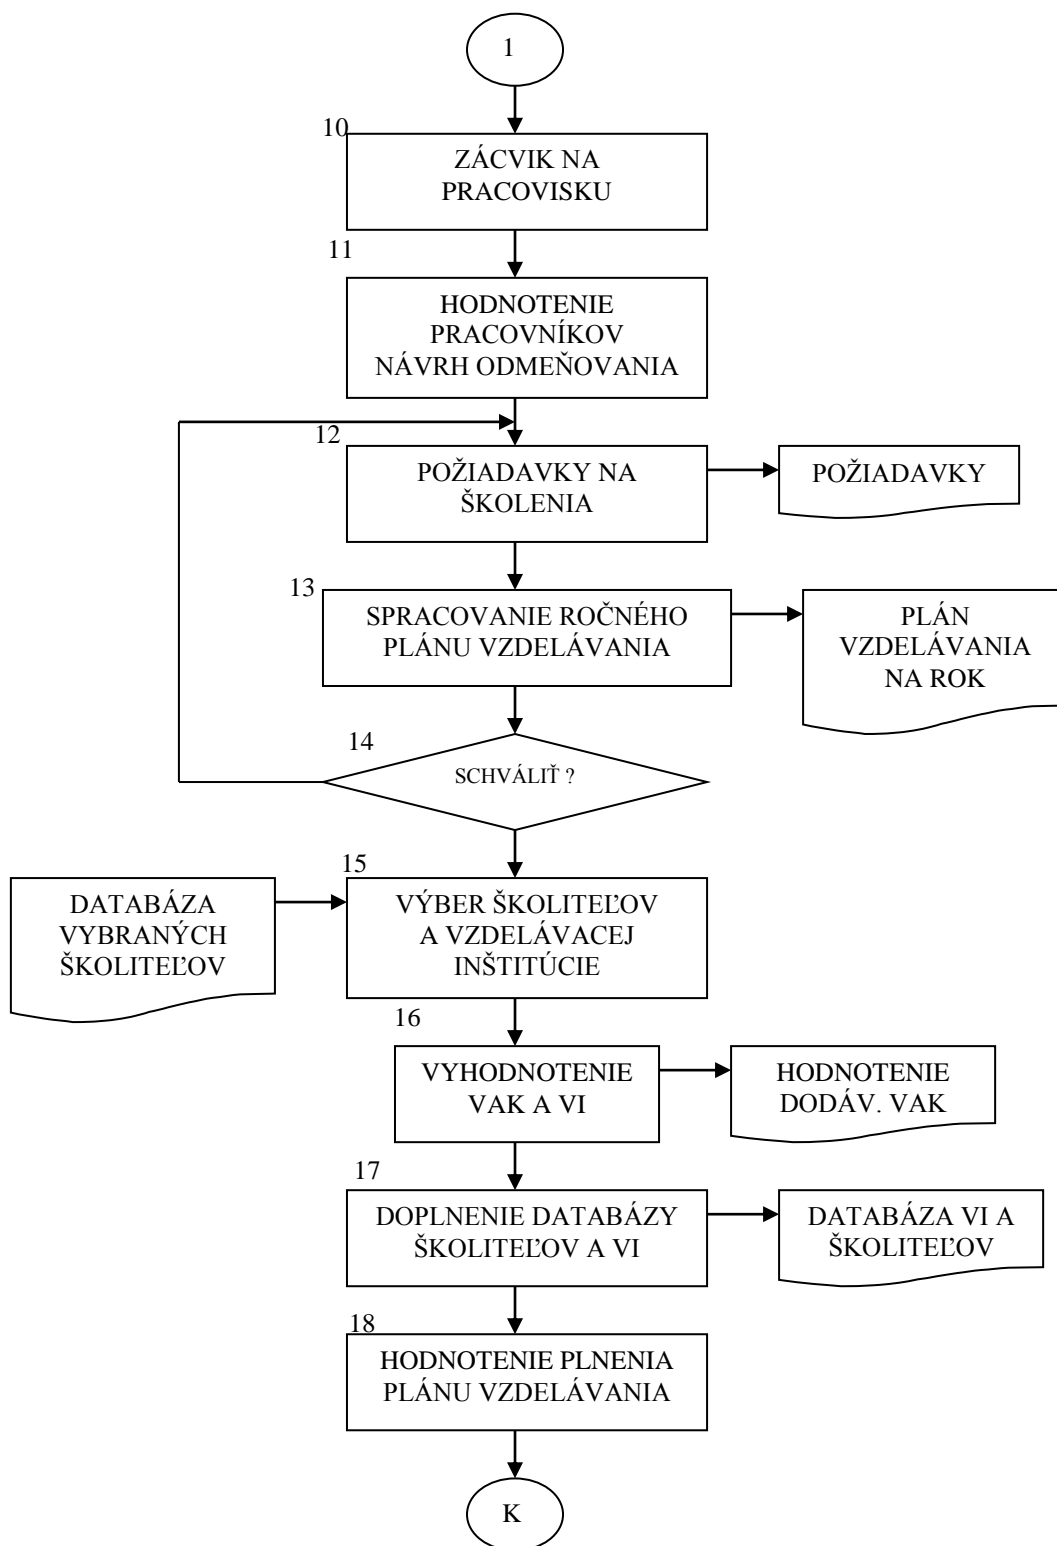 1
10
ZÁCVIK NA
PRACOVISKU
11
HODNOTENIE
PRACOVNÍKOV
NÁVRH ODMEŇOVANIA
12
POŽIADAVKY NA
ŠKOLENIA
POŽIADAVKY
13
SPRACOVANIE ROČNÉHO
PLÁNU VZDELÁVANIA
PLÁN
VZDELÁVANIA
NA ROK
14
SCHVÁLIŤ ?
15
DATABÁZA
VYBRANÝCH
ŠKOLITEĽOV
VÝBER ŠKOLITEĽOV
A VZDELÁVACEJ
INŠTITÚCIE
16
VYHODNOTENIE
VAK A VI
HODNOTENIE
DODÁV. VAK
17
DOPLNENIE DATABÁZY
ŠKOLITEĽOV A VI
DATABÁZA VI A
ŠKOLITEĽOV
18
HODNOTENIE PLNENIA
PLÁNU VZDELÁVANIA
K